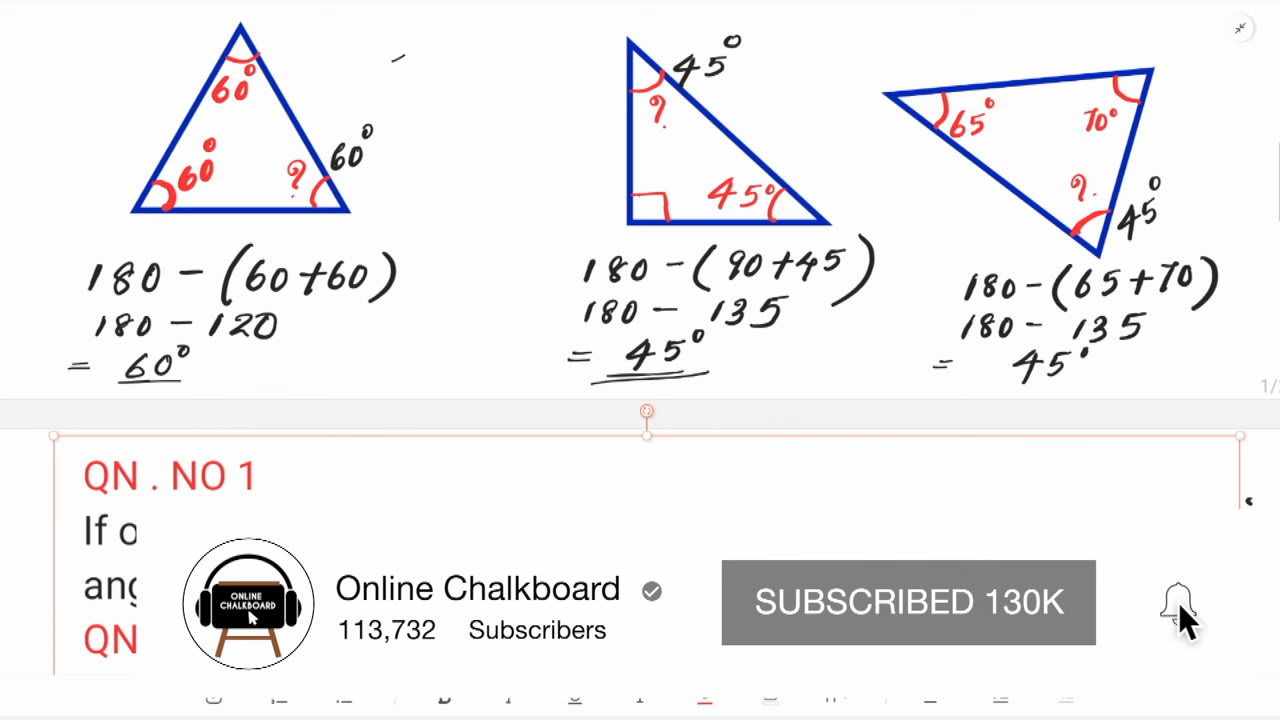 60°
60°
? 60°
180 - (60+60)
180 - 120
= 60°
45°
?
45°
180 - (90+45)
180 - 135
= 45°
65° 70°
?
45°
180 - (65+70)
180 - 135
= 45°
QN . NO 1
If
QN
ONLINE
CHALKBOARD
Online Chalkboard
113,732 Subscribers
SUBSCRIBED 130K